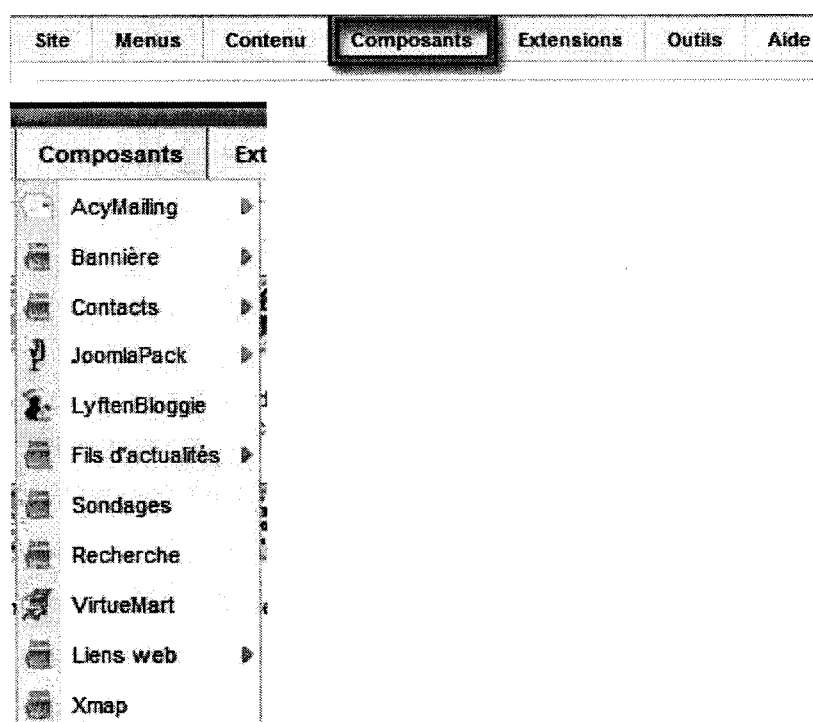 Site Menus Contenu Composants Extensions Outils Aide
Composants Ext
AcyMailing
Bannière
Contacts
JoomlaPack
LyftenBloggie
Fils d'actualités
Sondages
Recherche
VirtueMart
Liens web
Xmap